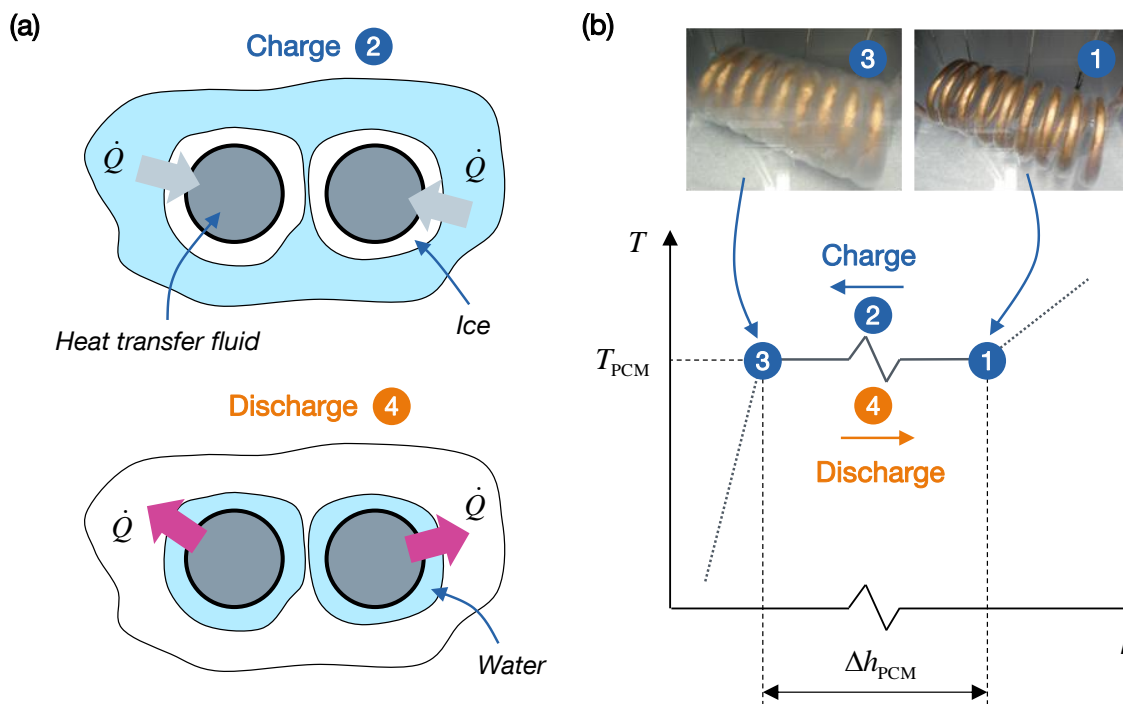 (a)
Charge 2
Q̇
Q̇
Heat transfer fluid
Ice
Discharge 4
Q̇
Q̇
Water
(b)
3
1
T
Charge
2
T_PCM
3
1
4
Discharge
Δh_PCM